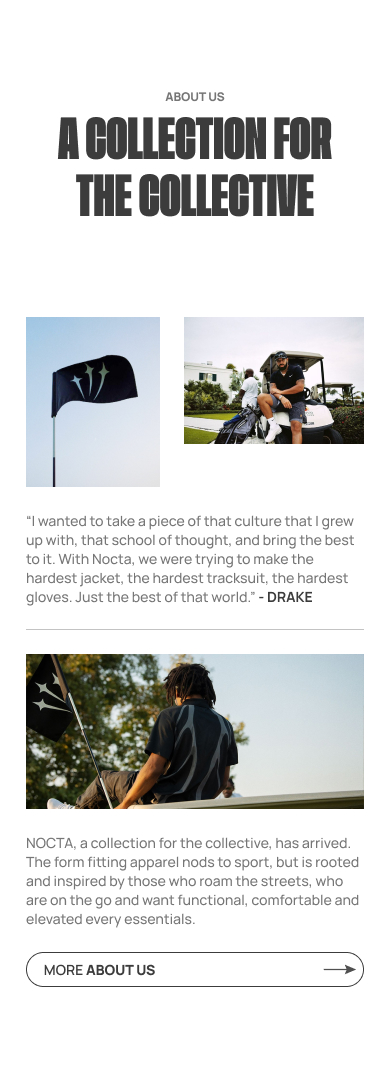 ABOUT US
A COLLECTION FOR
THE COLLECTIVE
“I wanted to take a piece of that culture that I grew
up with, that school of thought, and bring the best
to it. With Nocta, we were trying to make the
hardest jacket, the hardest tracksuit, the hardest
gloves. Just the best of that world.” - DRAKE
NOCTA, a collection for the collective, has arrived.
The form fitting apparel nods to sport, but is rooted
and inspired by those who roam the streets, who
are on the go and want functional, comfortable and
elevated every essentials.
MORE ABOUT US